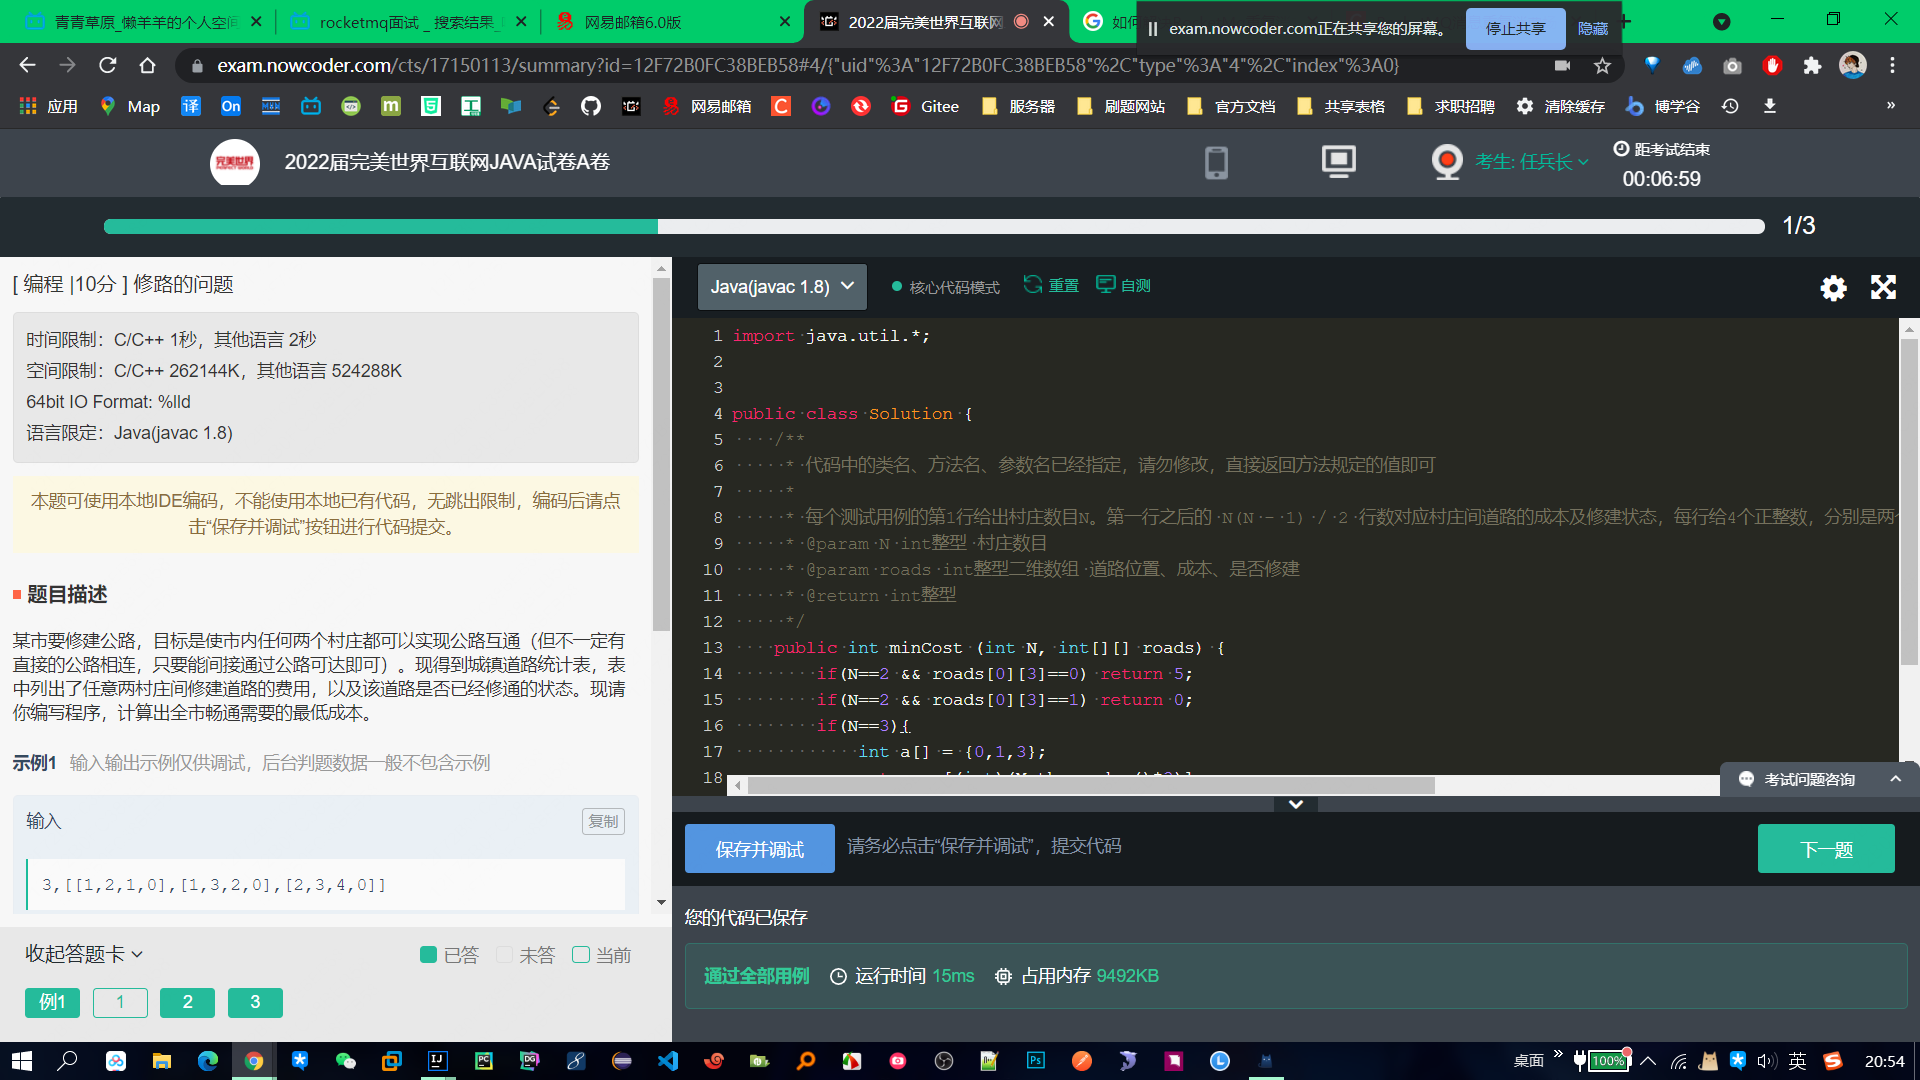 青青草原_懒羊羊的个人空间
rocketmq面试 _ 搜索结果_
网易邮箱6.0版
2022届完美世界互联网
如何
exam.nowcoder.com正在共享您的屏幕。
停止共享
隐藏
exam.nowcoder.com/cts/17150113/summary?id=12F72B0FC38BEB58#4/{"uid"%3A"12F72B0FC38BEB58"%2C"type"%3A"4"%2C"index"%3A0}
应用
Map
译
On
网易邮箱
Gitee
服务器
刷题网站
官方文档
共享表格
求职招聘
清除缓存
博学谷
»
完美世界
2022届完美世界互联网JAVA试卷A卷
考生: 任兵长
距考试结束
00:06:59
1/3
[ 编程 |10分 ] 修路的问题
时间限制：C/C++ 1秒，其他语言 2秒
空间限制：C/C++ 262144K，其他语言 524288K
64bit IO Format: %lld
语言限定：Java(javac 1.8)
本题可使用本地IDE编码，不能使用本地已有代码，无跳出限制，编码后请点
击“保存并调试”按钮进行代码提交。
题目描述
某市要修建公路，目标是使市内任何两个村庄都可以实现公路互通（但不一定有
直接的公路相连，只要能间接通过公路可达即可）。现得到城镇道路统计表，表
中列出了任意两村庄间修建道路的费用，以及该道路是否已经修通的状态。现请
你编写程序，计算出全市畅通需要的最低成本。
示例1 输入输出示例仅供调试，后台判题数据一般不包含示例
输入
复制
3,[[1,2,1,0],[1,3,2,0],[2,3,4,0]]
收起答题卡
已答
未答
当前
例1
1
2
3
Java(javac 1.8)
核心代码模式
重置
自测
1 import java.util.*;
2
3
4 public class Solution {
5 /**
6 * 代码中的类名、方法名、参数名已经指定，请勿修改，直接返回方法规定的值即可
7 *
8 * 每个测试用例的第1行给出村庄数目N。第一行之后的 N(N - 1) / 2 行数对应村庄间道路的成本及修建状态，每行给4个正整数，分别是两
9 * @param N int整型 村庄数目
10 * @param roads int整型二维数组 道路位置、成本、是否修建
11 * @return int整型
12 */
13 public int minCost (int N, int[][] roads) {
14 if(N==2 && roads[0][3]==0) return 5;
15 if(N==2 && roads[0][3]==1) return 0;
16 if(N==3){
17 int a[] = {0,1,3};
18
考试问题咨询
保存并调试
请务必点击“保存并调试”，提交代码
下一题
您的代码已保存
通过全部用例
运行时间 15ms
占用内存 9492KB
桌面
»
100%
英
20:54